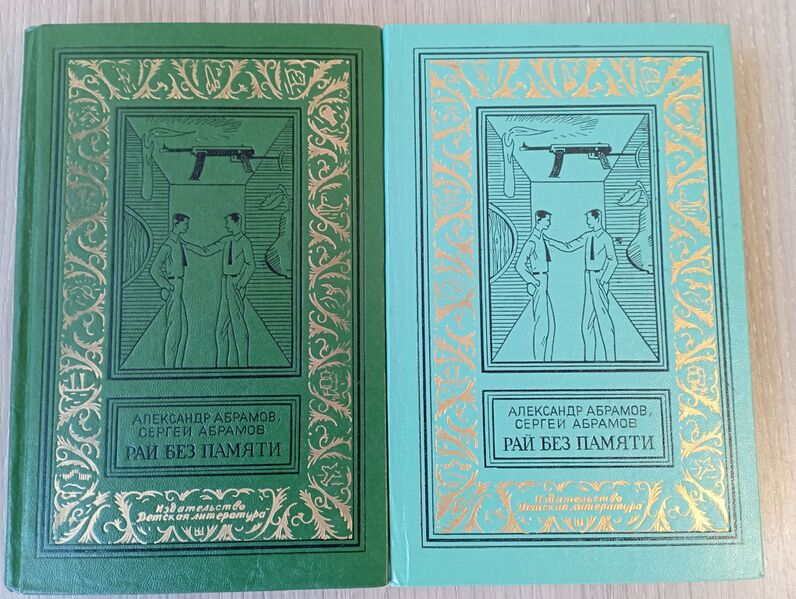 АЛЕКСАНДР АБРАМОВ,
СЕРГЕЙ АБРАМОВ
РАЙ БЕЗ ПАМЯТИ
Издательство
Детская литература
АЛЕКСАНДР АБРАМОВ,
СЕРГЕЙ АБРАМОВ
РАЙ БЕЗ ПАМЯТИ
Издательство
Детская литература